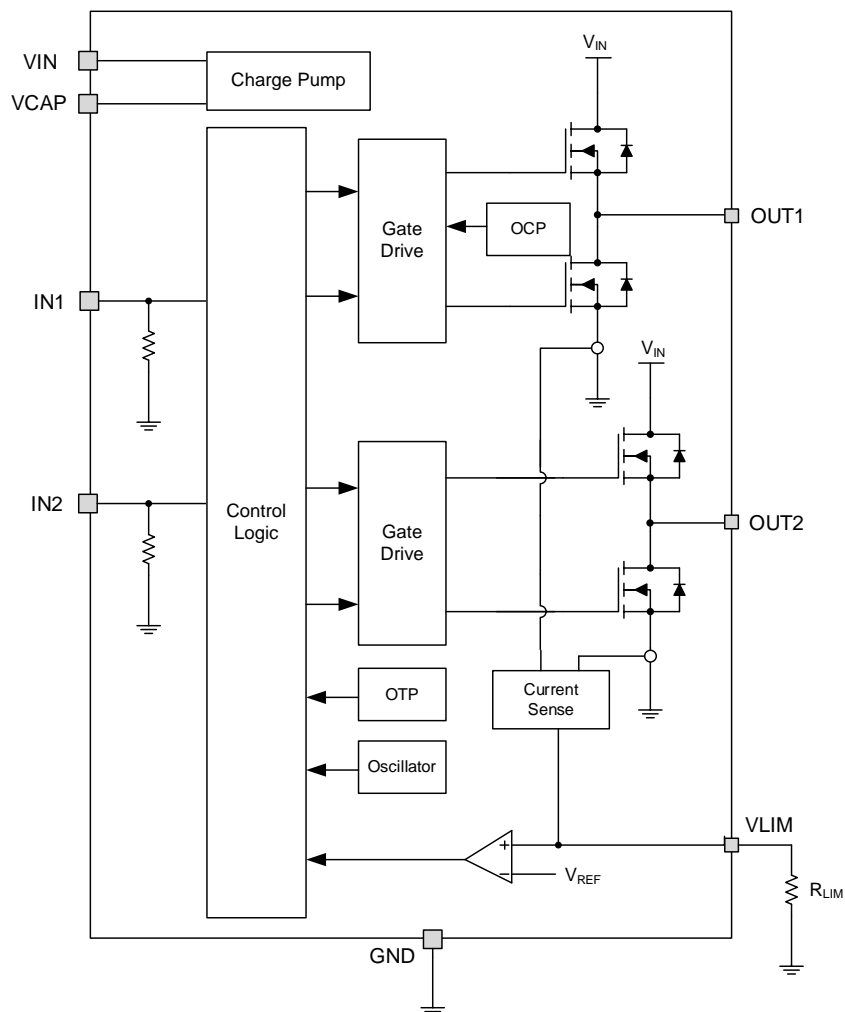 VIN
VCAP
Charge Pump
V_IN
Gate
Drive
OCP
OUT1
IN1
V_IN
IN2
Control
Logic
Gate
Drive
OUT2
OTP
Current
Sense
Oscillator
VLIM
+
−
V_REF
R_LIM
GND